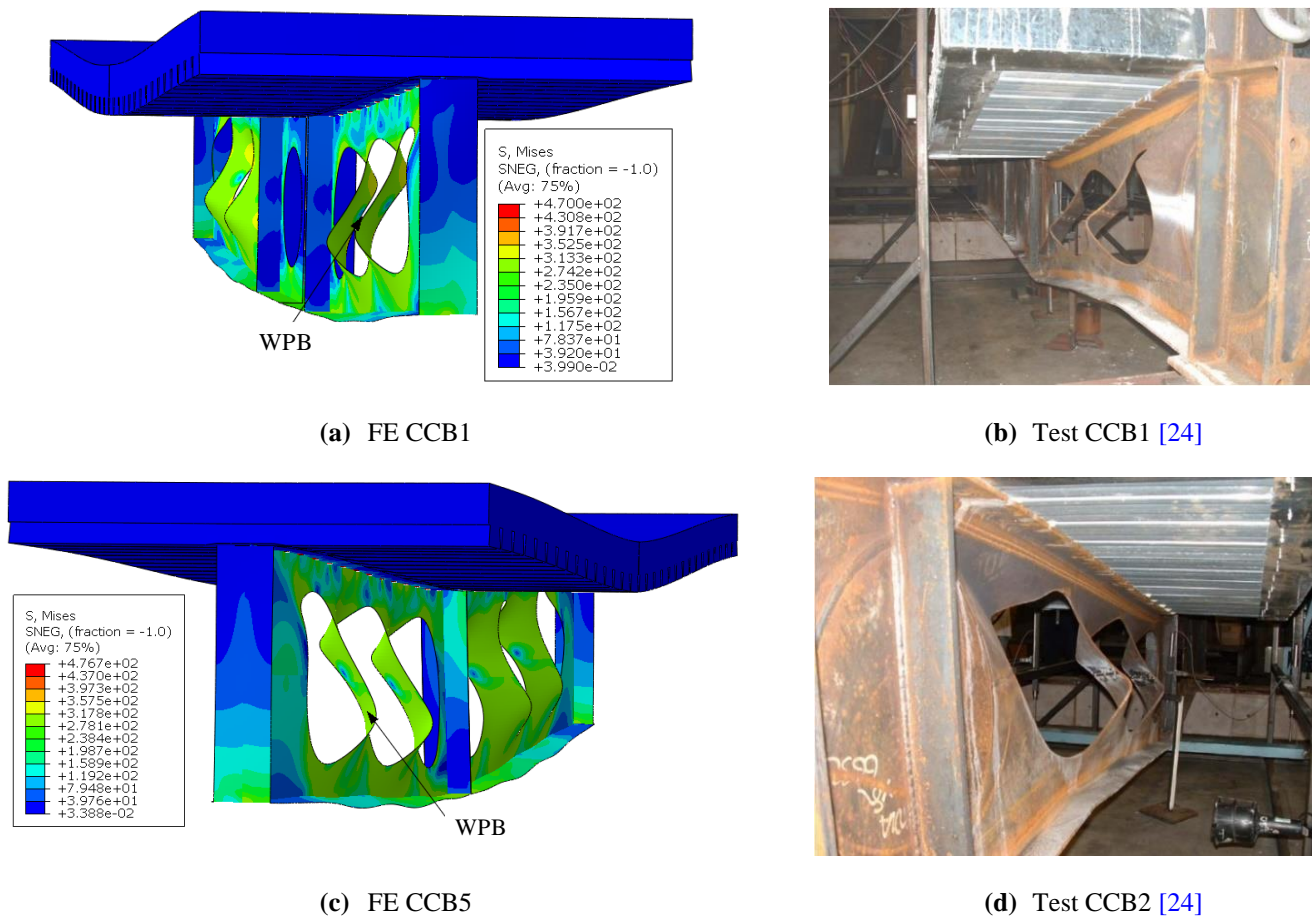 S, Mises
SNEG, (fraction = -1.0)
(Avg: 75%)
+4.700e+02
+4.308e+02
+3.917e+02
+3.525e+02
+3.133e+02
+2.742e+02
+2.350e+02
+1.959e+02
+1.567e+02
+1.175e+02
+7.837e+01
+3.920e+01
+3.990e-02
WPB
(a) FE CCB1
(b) Test CCB1 [24]
S, Mises
SNEG, (fraction = -1.0)
(Avg: 75%)
+4.767e+02
+4.370e+02
+3.973e+02
+3.575e+02
+3.178e+02
+2.781e+02
+2.384e+02
+1.987e+02
+1.589e+02
+1.192e+02
+7.948e+01
+3.976e+01
+3.388e-02
WPB
(c) FE CCB5
(d) Test CCB2 [24]